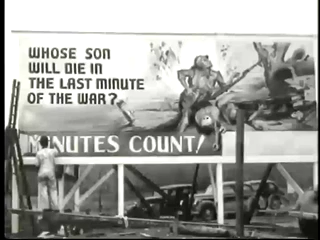 WHOSE SON
WILL DIE IN
THE LAST MINUTE
OF THE WAR?
MINUTES COUNT!